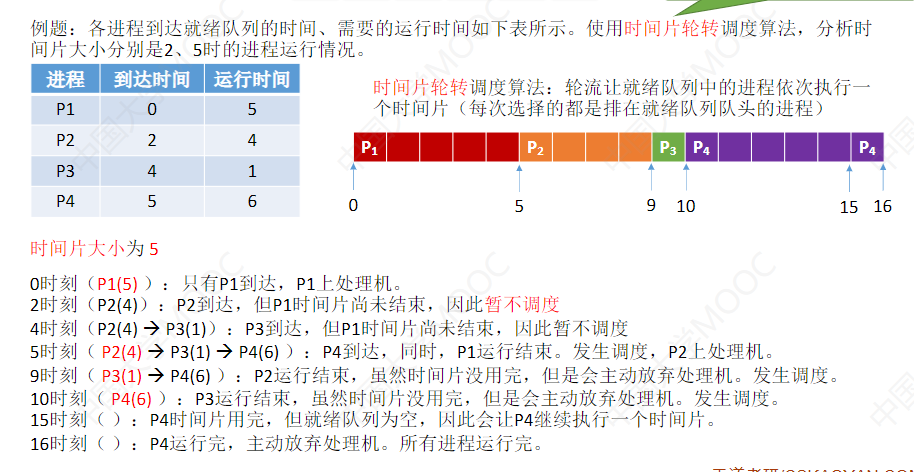 例题：各进程到达就绪队列的时间、需要的运行时间如下表所示。使用时间片轮转调度算法，分析时
间片大小分别是2、5时的进程运行情况。
进程 到达时间 运行时间
P1 0 5
P2 2 4
P3 4 1
P4 5 6
时间片轮转调度算法：轮流让就绪队列中的进程依次执行一
个时间片（每次选择的都是排在就绪队列队头的进程）
P1 P2 P3 P4 P4
0 5 9 10 15 16
时间片大小为 5
0时刻（P1(5)）：只有P1到达，P1上处理机。
2时刻（P2(4)）：P2到达，但P1时间片尚未结束，因此暂不调度
4时刻（P2(4) → P3(1)）：P3到达，但P1时间片尚未结束，因此暂不调度
5时刻（ P2(4) → P3(1) → P4(6) ）：P4到达，同时，P1运行结束。发生调度，P2上处理机。
9时刻（ P3(1) → P4(6) ）：P2运行结束，虽然时间片没用完，但是会主动放弃处理机。发生调度。
10时刻（ P4(6) ）：P3运行结束，虽然时间片没用完，但是会主动放弃处理机。发生调度。
15时刻（ ）：P4时间片用完，但就绪队列为空，因此会让P4继续执行一个时间片。
16时刻（ ）：P4运行完，主动放弃处理机。所有进程运行完。